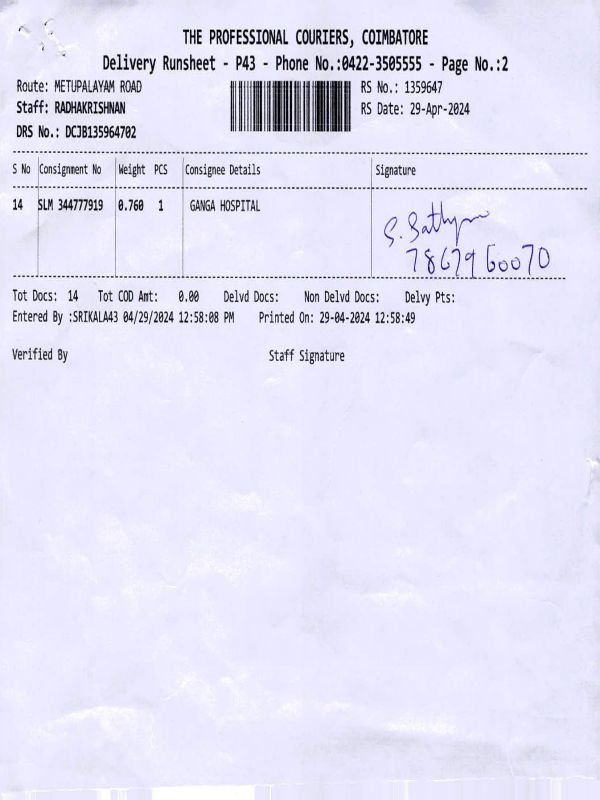 THE PROFESSIONAL COURIERS, COIMBATORE
Delivery Runsheet - P43 - Phone No.:0422-3505555 - Page No.:2
Route: METUPALAYAM ROAD RS No.: 1359647
Staff: RADHAKRISHNAN RS Date: 29-Apr-2024
DRS No.: DCJB135964702
S No Consignment No Weight PCS Consignee Details Signature
14 SLM 344777919 0.760 1 GANGA HOSPITAL
S.
7867960070
Tot Docs: 14 Tot COD Amt: 0.00 Delvd Docs: Non Delvd Docs: Delvy Pts:
Entered By :SRIKALA43 04/29/2024 12:58:08 PM Printed On: 29-04-2024 12:58:49
Verified By Staff Signature